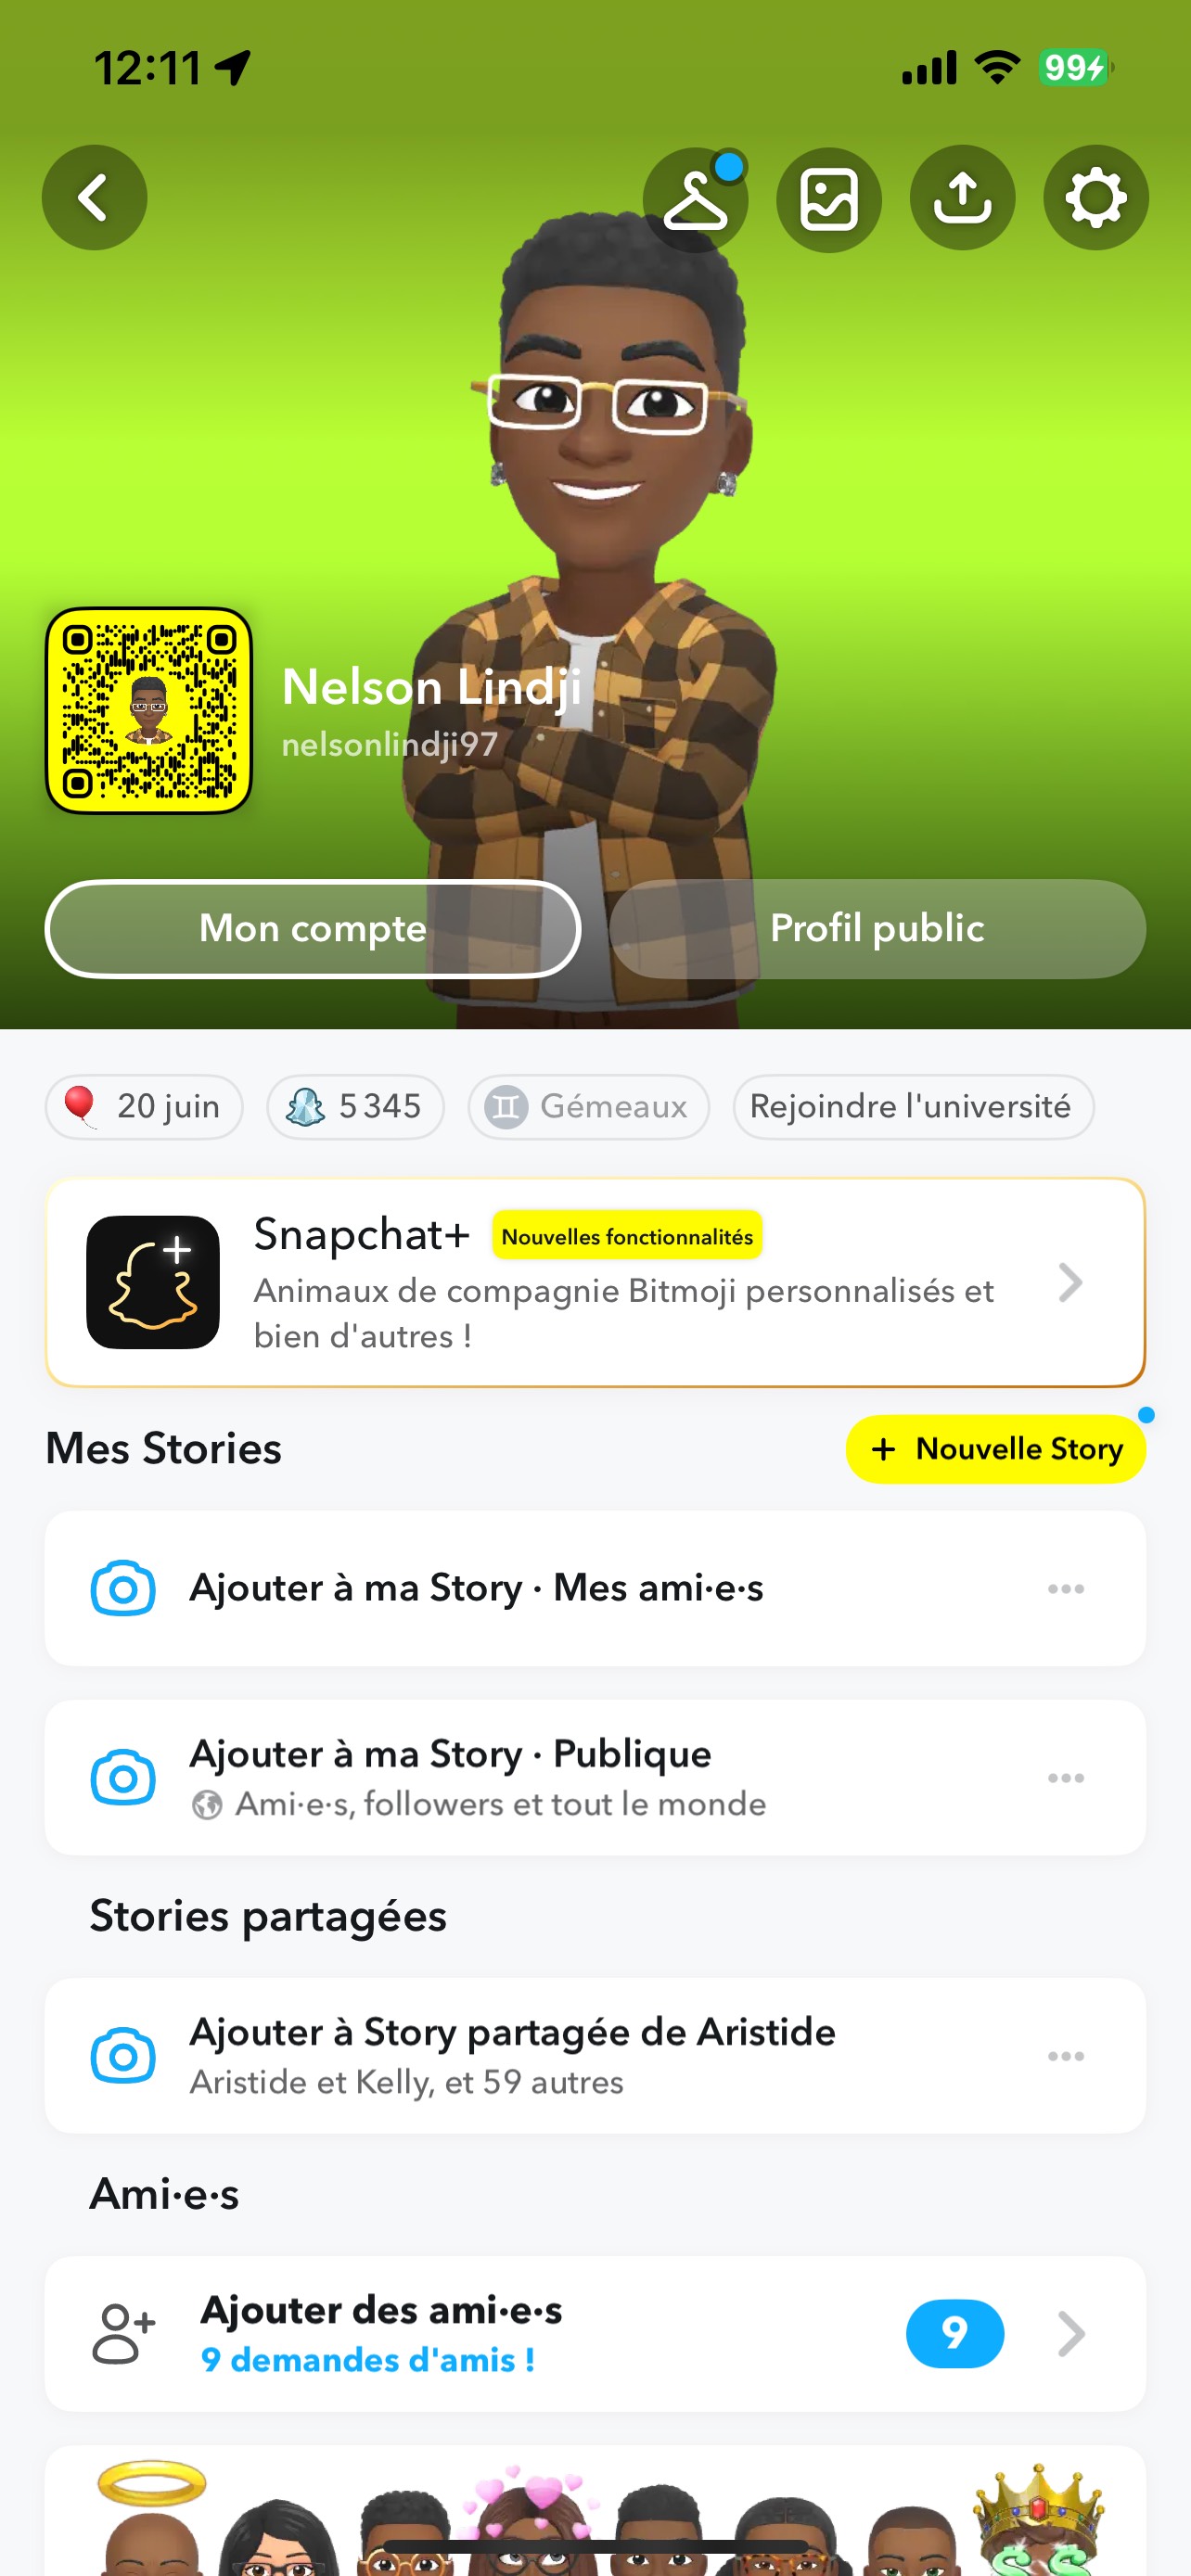 12:11
99
Nelson Lindji
nelsonlindji97
Mon compte
Profil public
20 juin
5 345
Gémeaux
Rejoindre l'université
Snapchat+ Nouvelles fonctionnalités
Animaux de compagnie Bitmoji personnalisés et
bien d'autres !
Mes Stories
+ Nouvelle Story
Ajouter à ma Story · Mes ami·e·s
Ajouter à ma Story · Publique
Ami·e·s, followers et tout le monde
Stories partagées
Ajouter à Story partagée de Aristide
Aristide et Kelly, et 59 autres
Ami·e·s
Ajouter des ami·e·s
9 demandes d'amis !
9